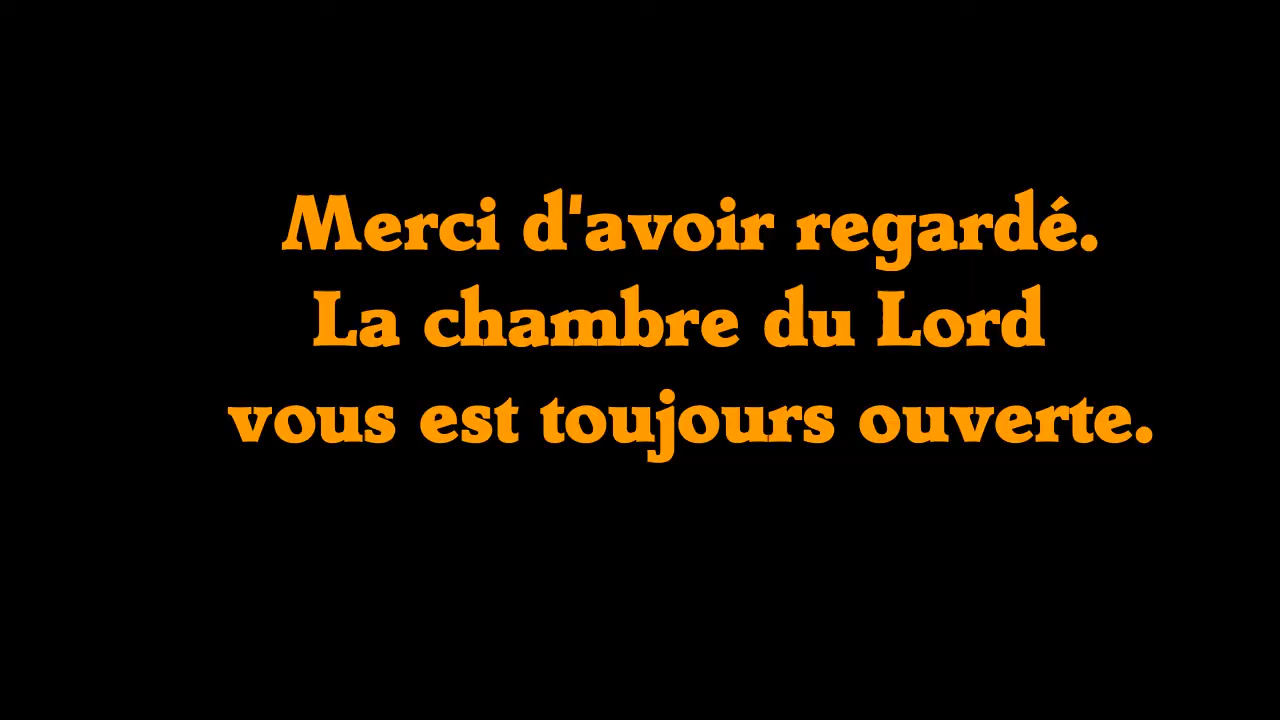 Merci d'avoir regardé.
La chambre du Lord
vous est toujours ouverte.